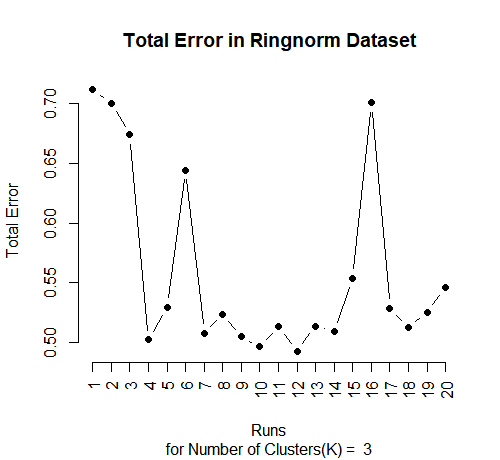 Total Error in Ringnorm Dataset
Total Error
0.70
0.65
0.60
0.55
0.50
1 2 3 4 5 6 7 8 9 10 11 12 13 14 15 16 17 18 19 20
Runs
for Number of Clusters(K) = 3